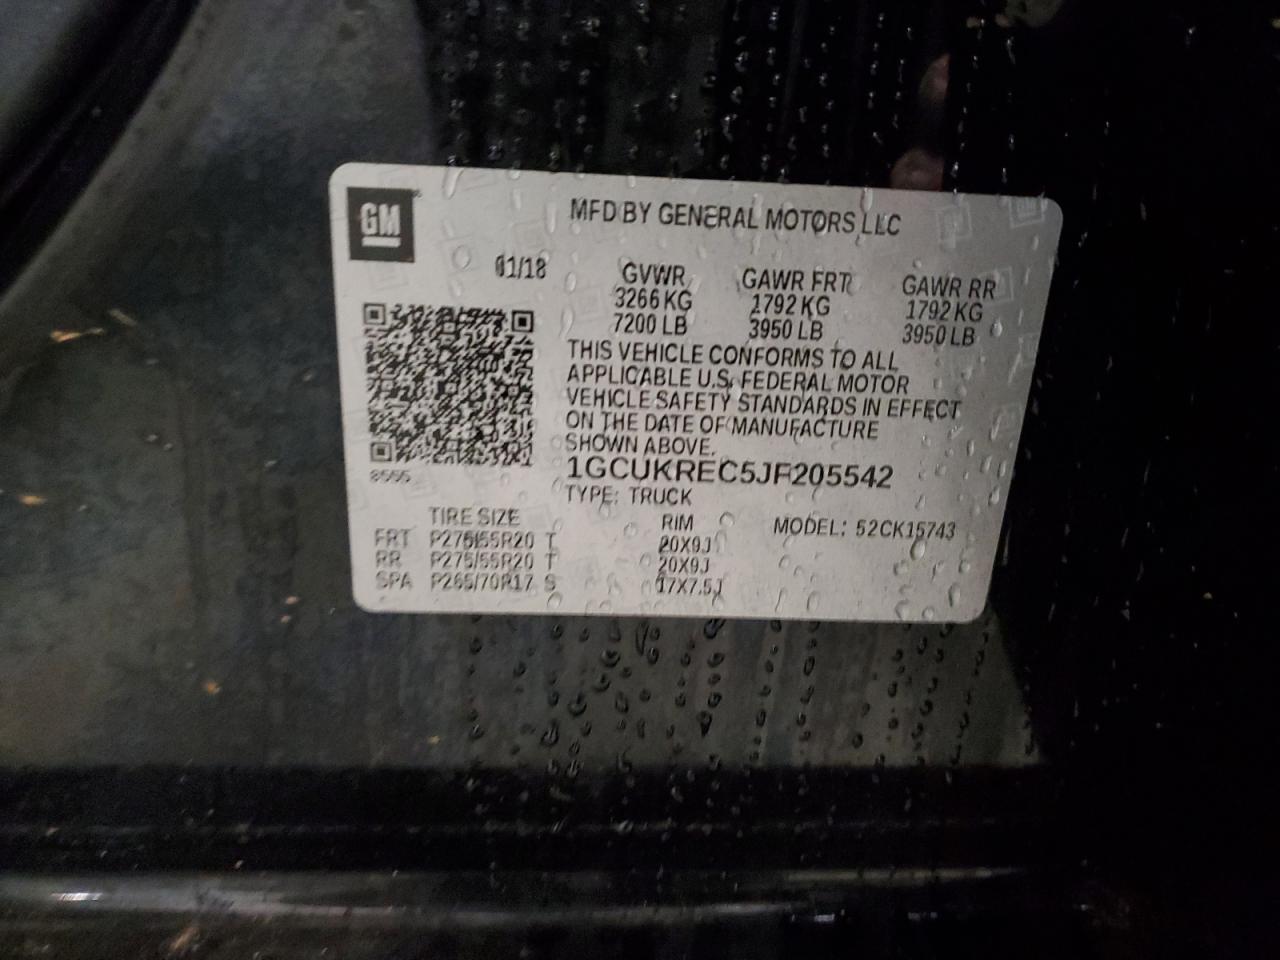 GM
MFD BY GENERAL MOTORS LLC
01/18
GVWR GAWR FRT GAWR RR
3266 KG 1792 KG 1792 KG
7200 LB 3950 LB 3950 LB
THIS VEHICLE CONFORMS TO ALL
APPLICABLE U.S. FEDERAL MOTOR
VEHICLE SAFETY STANDARDS IN EFFECT
ON THE DATE OF MANUFACTURE
SHOWN ABOVE.
1GCUKREC5JF205542
8555
TYPE: TRUCK
TIRE SIZE RIM MODEL: 52CK15743
FRT P275/55R20 T 20X9J
RR P275/55R20 T 20X9J
SPA P265/70R17 S 17X7.5J